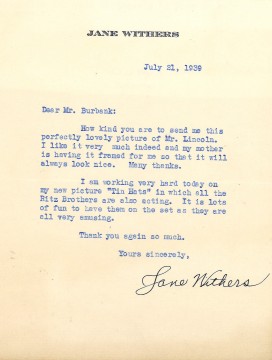 JANE WITHERS
July 21, 1939
Dear Mr. Burbank:
How kind you are to send me this
perfectly lovely picture of Mr. Lincoln.
I like it very much indeed and my mother
is having it framed for me so that it will
always look nice. Many thanks.
I am working very hard today on
my new picture "Tin Hats" in which all the
Ritz Brothers are also acting. It is lots
of fun to have them on the set as they are
all very amusing.
Thank you again so much.
Yours sincerely,
Jane Withers